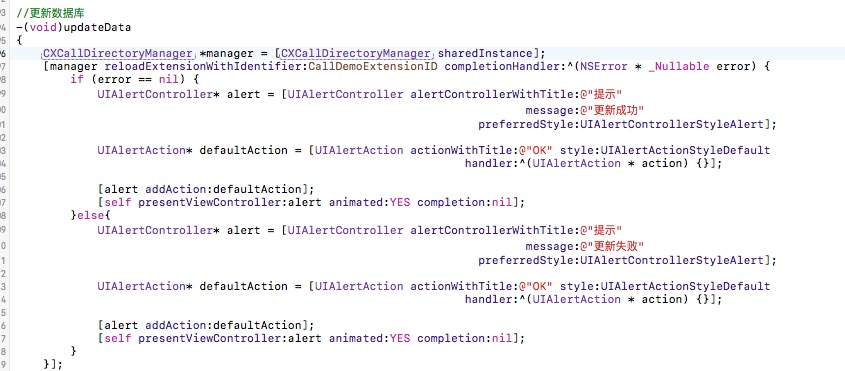 //更新数据库
-(void)updateData
{
CXCallDirectoryManager *manager = [CXCallDirectoryManager sharedInstance];
[manager reloadExtensionWithIdentifier:CallDemoExtensionID completionHandler:^(NSError * _Nullable error) {
if (error == nil) {
UIAlertController* alert = [UIAlertController alertControllerWithTitle:@"提示"
message:@"更新成功"
preferredStyle:UIAlertControllerStyleAlert];
UIAlertAction* defaultAction = [UIAlertAction actionWithTitle:@"OK" style:UIAlertActionStyleDefault
handler:^(UIAlertAction * action) {}];
[alert addAction:defaultAction];
[self presentViewController:alert animated:YES completion:nil];
}else{
UIAlertController* alert = [UIAlertController alertControllerWithTitle:@"提示"
message:@"更新失败"
preferredStyle:UIAlertControllerStyleAlert];
UIAlertAction* defaultAction = [UIAlertAction actionWithTitle:@"OK" style:UIAlertActionStyleDefault
handler:^(UIAlertAction * action) {}];
[alert addAction:defaultAction];
[self presentViewController:alert animated:YES completion:nil];
}
}];